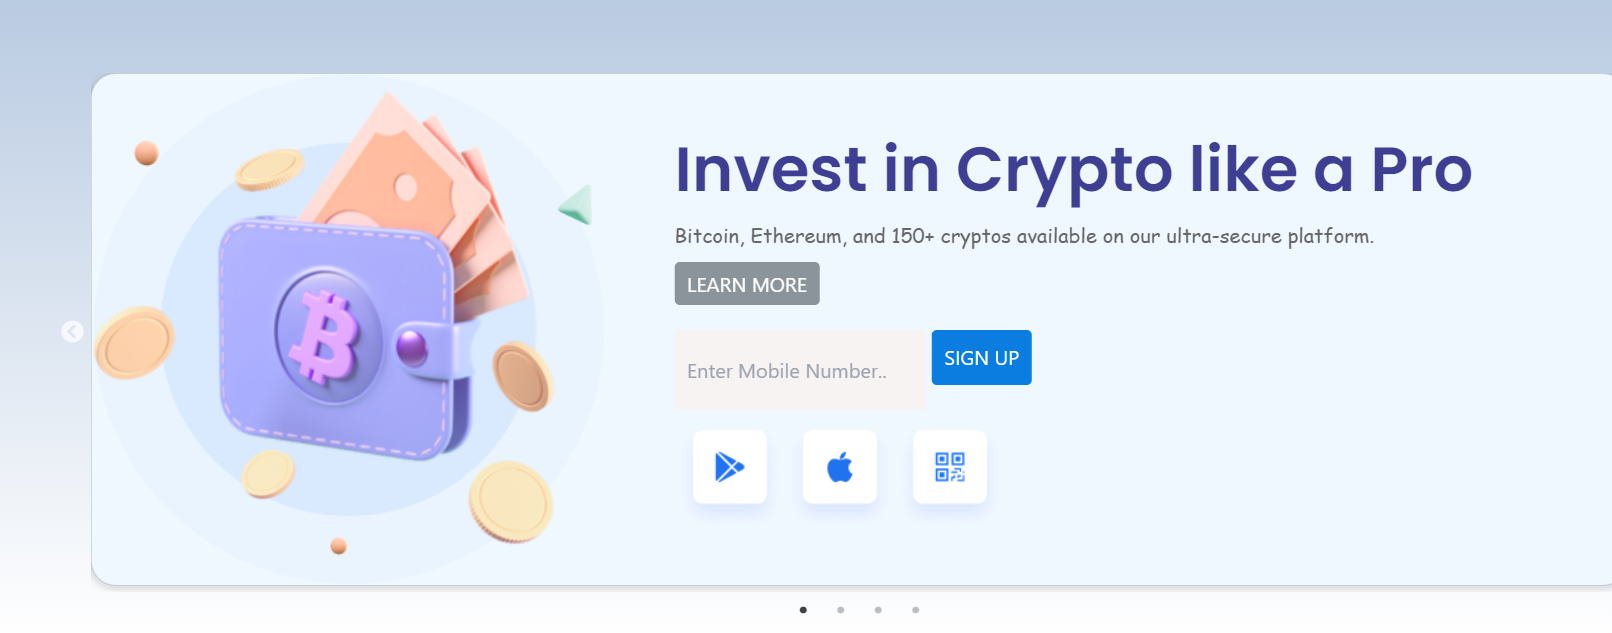 Invest in Crypto like a Pro
Bitcoin, Ethereum, and 150+ cryptos available on our ultra-secure platform.
LEARN MORE
Enter Mobile Number..
SIGN UP